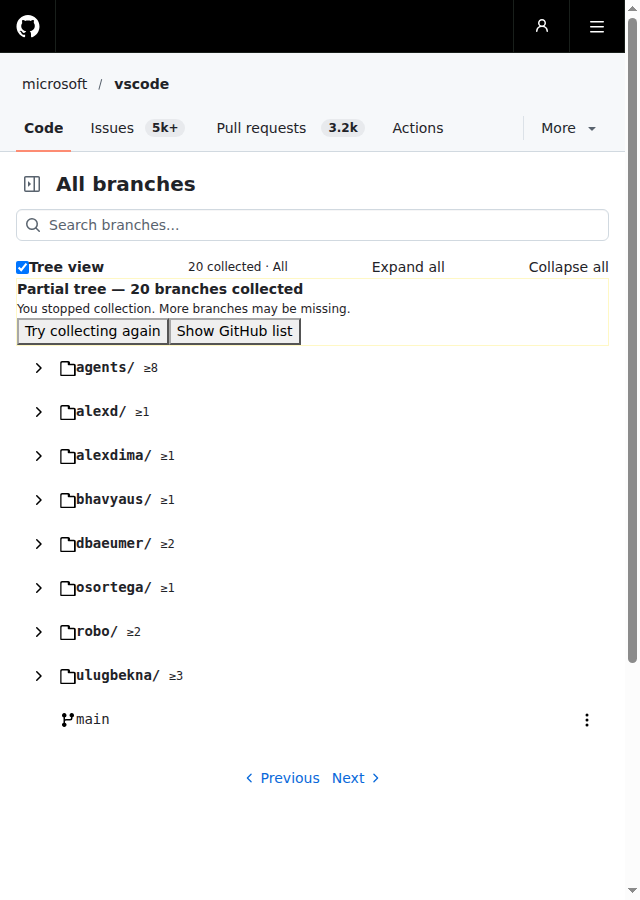 microsoft / vscode
Code Issues 5k+ Pull requests 3.2k Actions More
All branches
Search branches...
Tree view 20 collected · All Expand all Collapse all
Partial tree — 20 branches collected
You stopped collection. More branches may be missing.
Try collecting again Show GitHub list
agents/ ≥8
alexd/ ≥1
alexdima/ ≥1
bhavyaus/ ≥1
dbaeumer/ ≥2
osortega/ ≥1
robo/ ≥2
ulugbekna/ ≥3
main
Previous Next